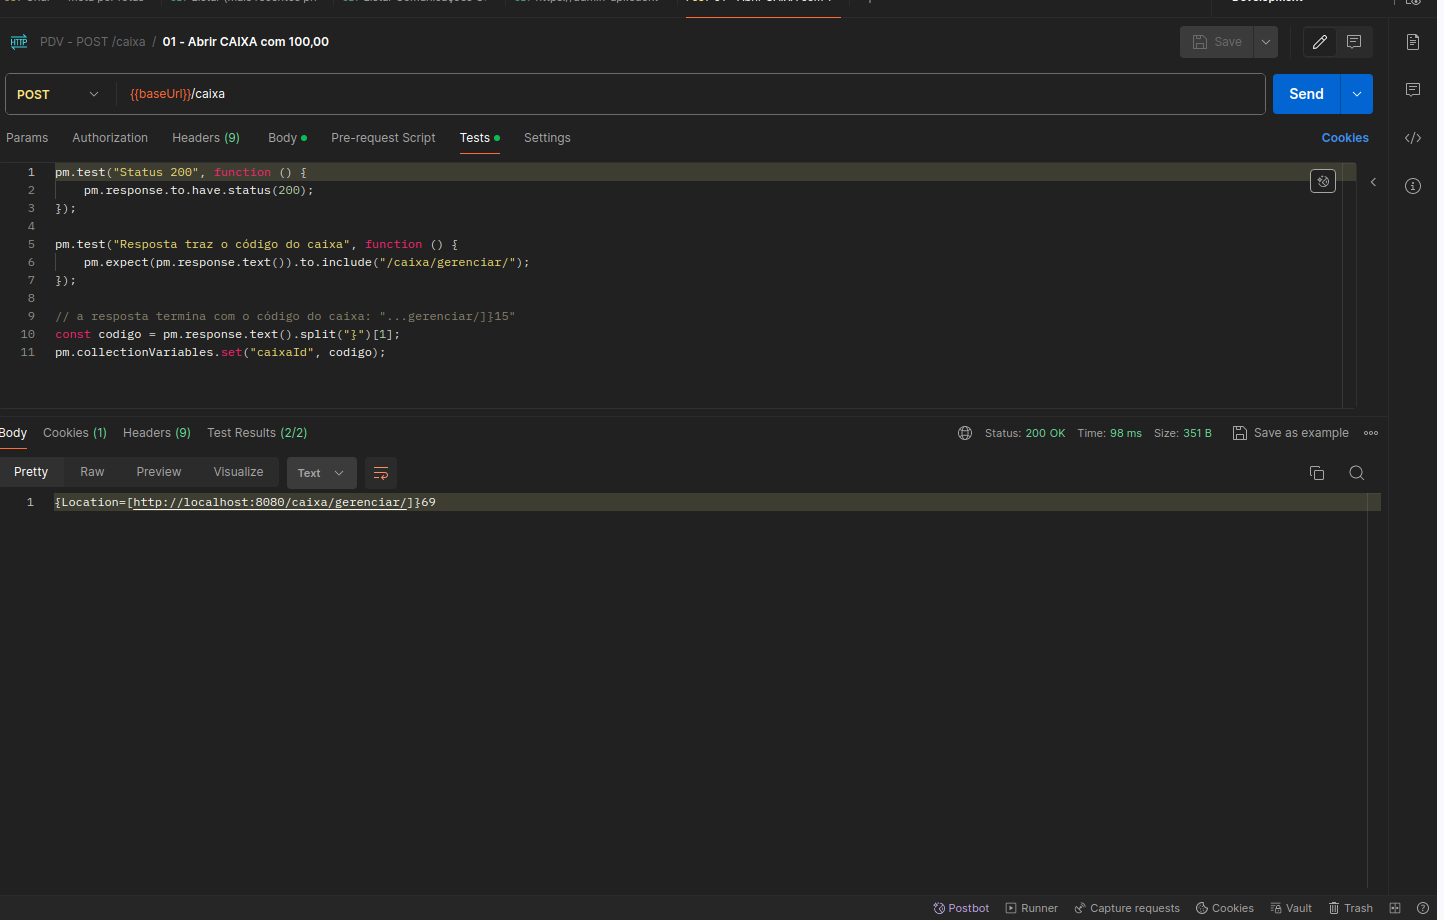 Development
PDV - POST /caixa / 01 - Abrir CAIXA com 100,00
Save
POST {{baseUrl}}/caixa
Send
Params Authorization Headers (9) Body Pre-request Script Tests Settings Cookies
1 pm.test("Status 200", function () {
2 pm.response.to.have.status(200);
3 });
4
5 pm.test("Resposta traz o código do caixa", function () {
6 pm.expect(pm.response.text()).to.include("/caixa/gerenciar/");
7 });
8
9 // a resposta termina com o código do caixa: "...gerenciar/]}15"
10 const codigo = pm.response.text().split("}")[1];
11 pm.collectionVariables.set("caixaId", codigo);
Body Cookies (1) Headers (9) Test Results (2/2) Status: 200 OK Time: 98 ms Size: 351 B Save as example
Pretty Raw Preview Visualize Text
1 {Location=[http://localhost:8080/caixa/gerenciar/]}69
Postbot Runner Capture requests Cookies Vault Trash